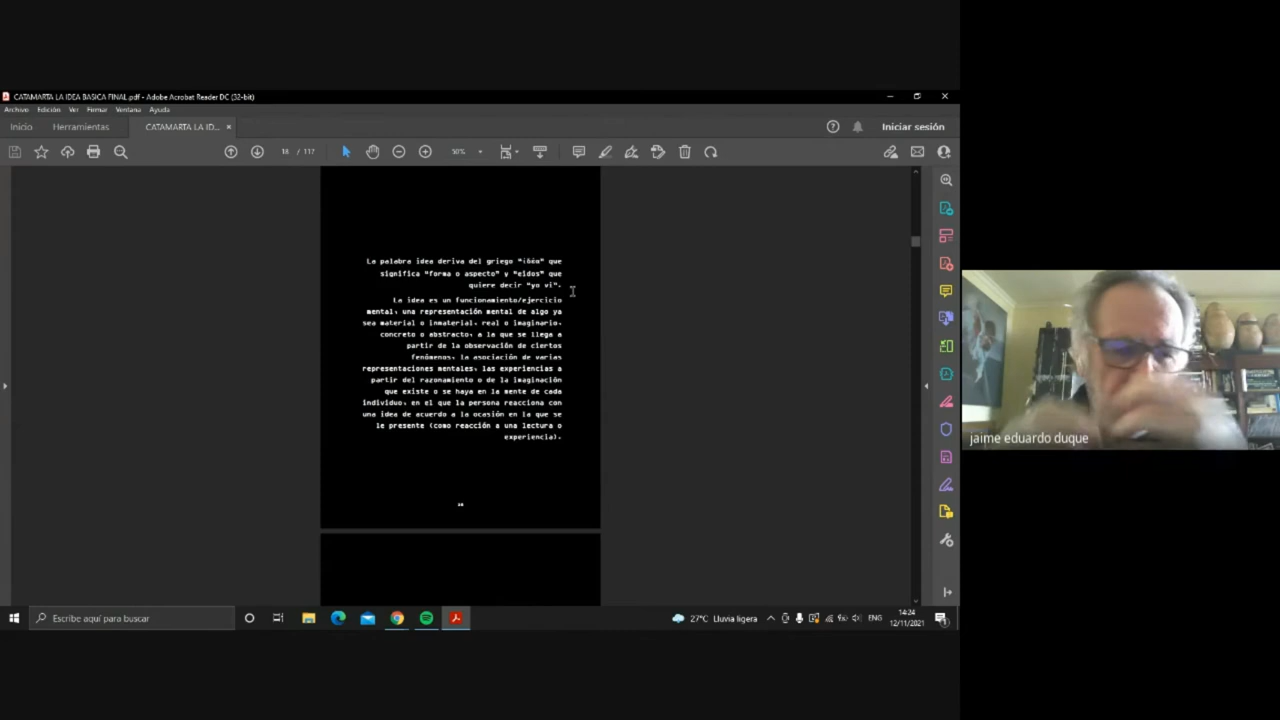 CATAMARTA LA IDEA BASICA FINAL.pdf - Adobe Acrobat Reader DC (32-bit)
Archivo Edición Ver Firmar Ventana Ayuda
Inicio Herramientas CATAMARTA LA ID... × Iniciar sesión
18 / 117 50%
La palabra idea deriva del griego "ιδέα" que
significa "forma o aspecto" y "eidos" que
quiere decir "yo vi".
La idea es un funcionamiento/ejercicio
mental, una representación mental de algo ya
sea material o inmaterial, real o imaginario,
concreto o abstracto, a la que se llega a
partir de la observación de ciertos
fenómenos, la asociación de varias
representaciones mentales, las experiencias a
partir del razonamiento o de la imaginación
que existe o se haya en la mente de cada
individuo, en el que la persona reacciona con
una idea de acuerdo a la ocasión en la que se
le presente (como reacción a una lectura o
experiencia).
jaime eduardo duque
Escribe aquí para buscar
27°C Lluvia ligera ENG
14:24
12/11/2021